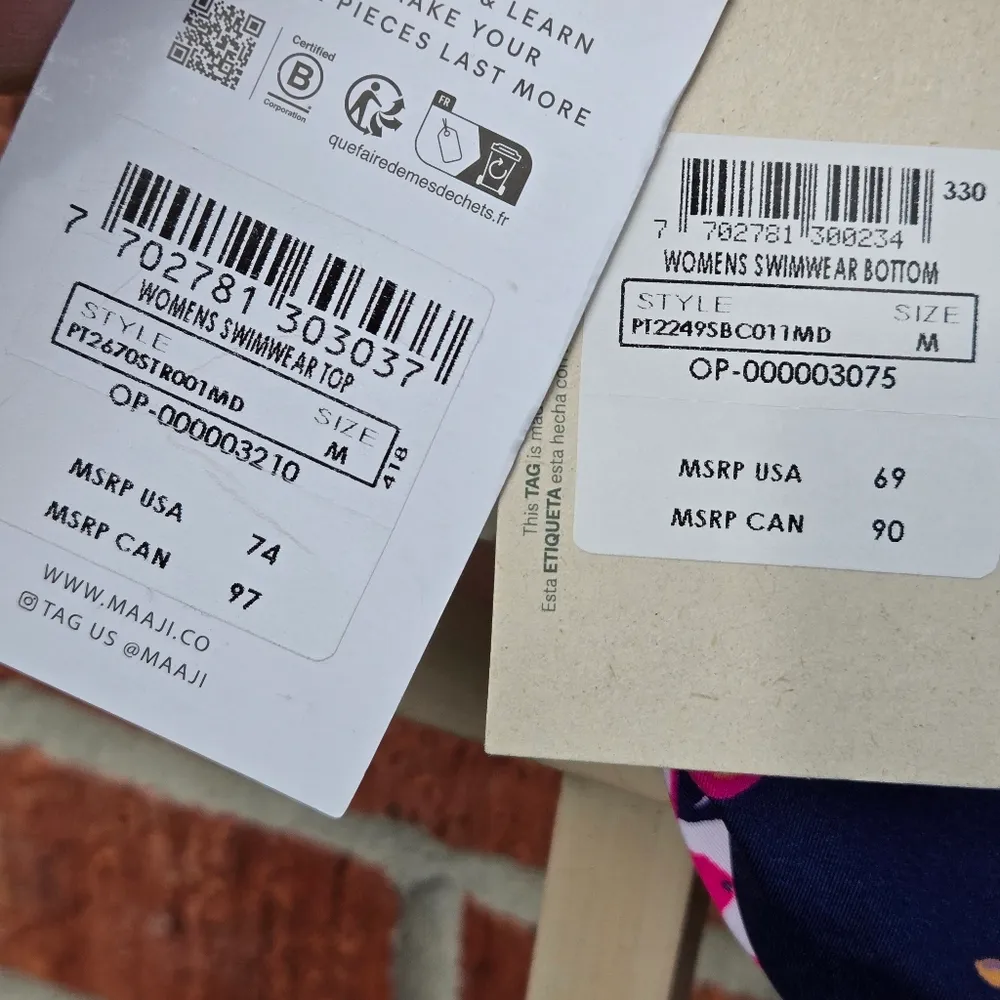 & LEARN
MAKE YOUR
PIECES LAST MORE
Certified
B
Corporation
FR
quefairedemesdechets.fr
7 702781 303037
WOMENS SWIMWEAR TOP
STYLE SIZE
PT2670STR001MD M
418
OP-000003210
MSRP USA 74
MSRP CAN 97
WWW.MAAJI.CO
TAG US @MAAJI
330
7 702781 300234
WOMENS SWIMWEAR BOTTOM
STYLE SIZE
PT2249SBC011MD M
OP-000003075
MSRP USA 69
MSRP CAN 90
This TAG is made
Esta ETIQUETA esta hecha